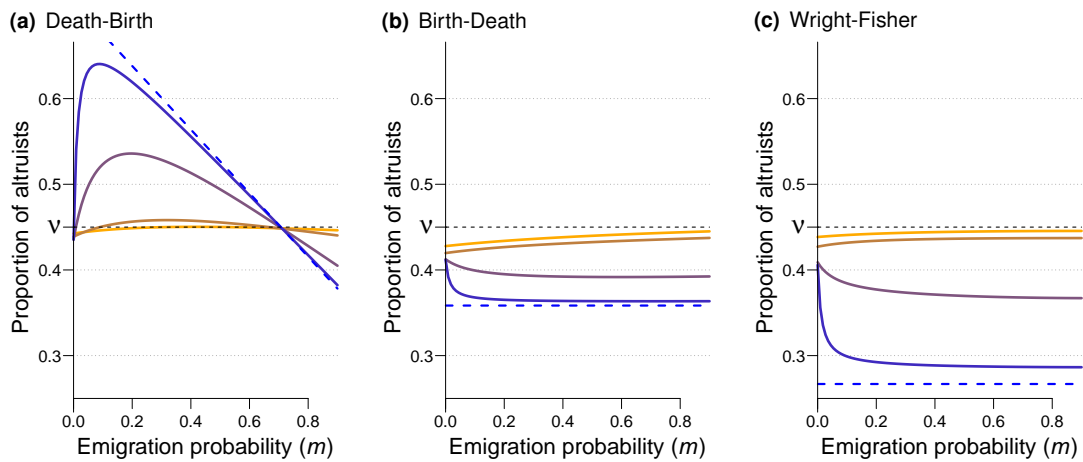 (a) Death-Birth
Proportion of altruists
0.6
0.5
ν
0.4
0.3
0.0 0.2 0.4 0.6 0.8
Emigration probability (m)
(b) Birth-Death
Proportion of altruists
0.6
0.5
ν
0.4
0.3
0.0 0.2 0.4 0.6 0.8
Emigration probability (m)
(c) Wright-Fisher
Proportion of altruists
0.6
0.5
ν
0.4
0.3
0.0 0.2 0.4 0.6 0.8
Emigration probability (m)